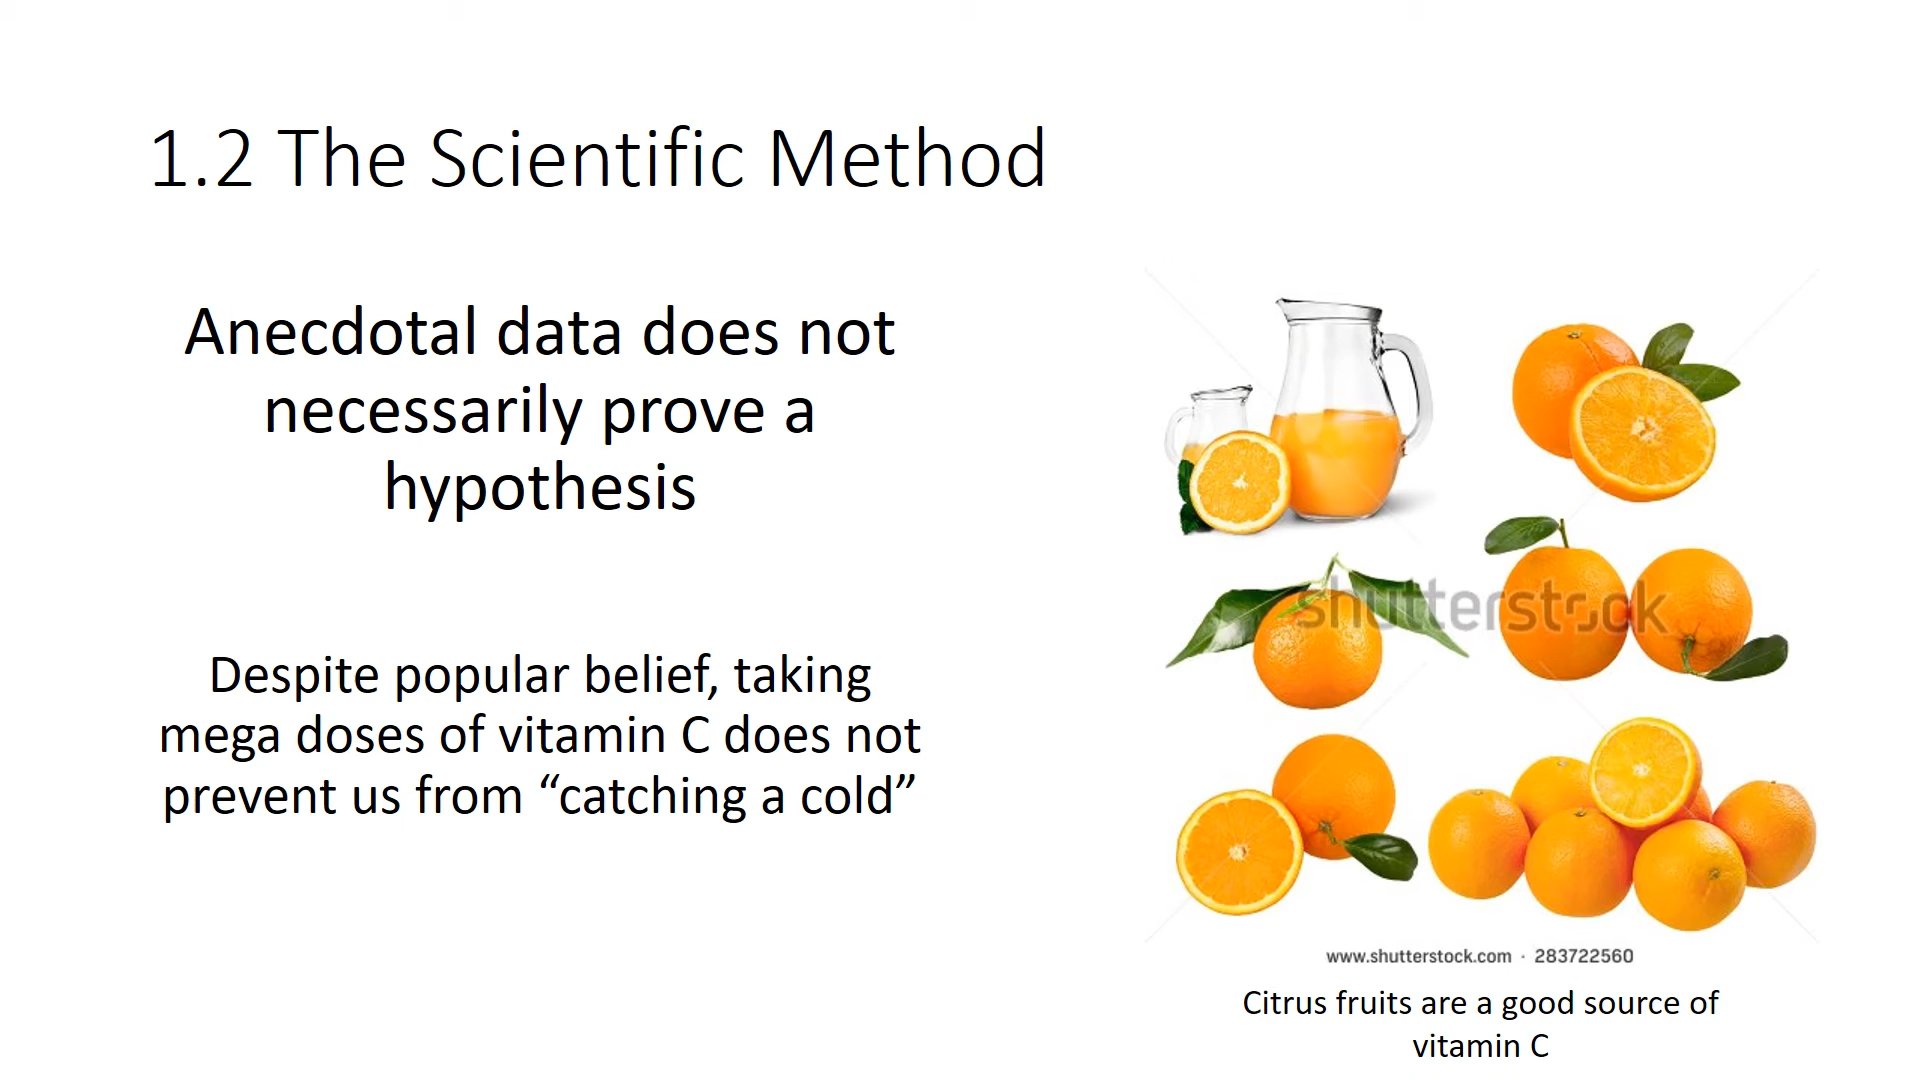 1.2 The Scientific Method
Anecdotal data does not
necessarily prove a
hypothesis
Despite popular belief, taking
mega doses of vitamin C does not
prevent us from “catching a cold”
shutterstock
www.shutterstock.com · 283722560
Citrus fruits are a good source of
vitamin C